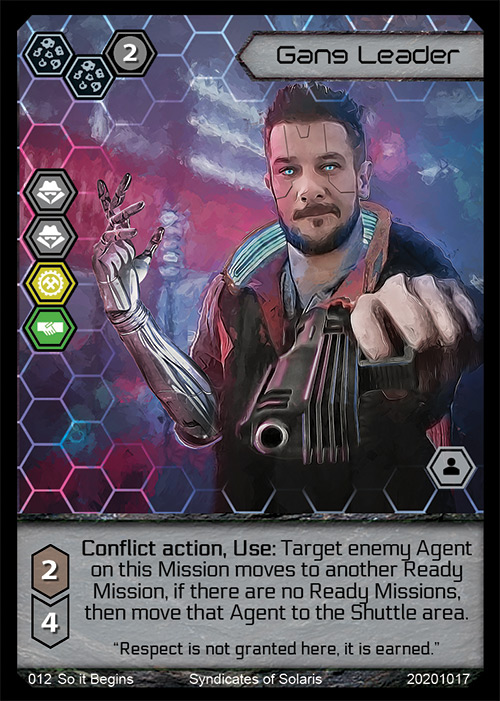 2
Gang Leader
2
4
Conflict action, Use: Target enemy Agent
on this Mission moves to another Ready
Mission, if there are no Ready Missions,
then move that Agent to the Shuttle area.
“Respect is not granted here, it is earned.”
012 So it Begins Syndicates of Solaris 20201017